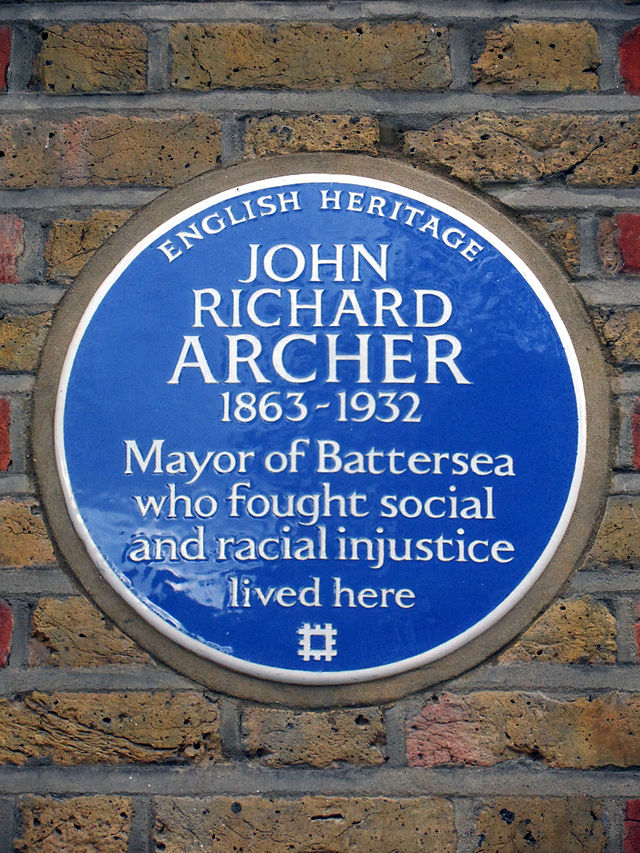 ENGLISH HERITAGE
JOHN
RICHARD
ARCHER
1863-1932
Mayor of Battersea
who fought social
and racial injustice
lived here